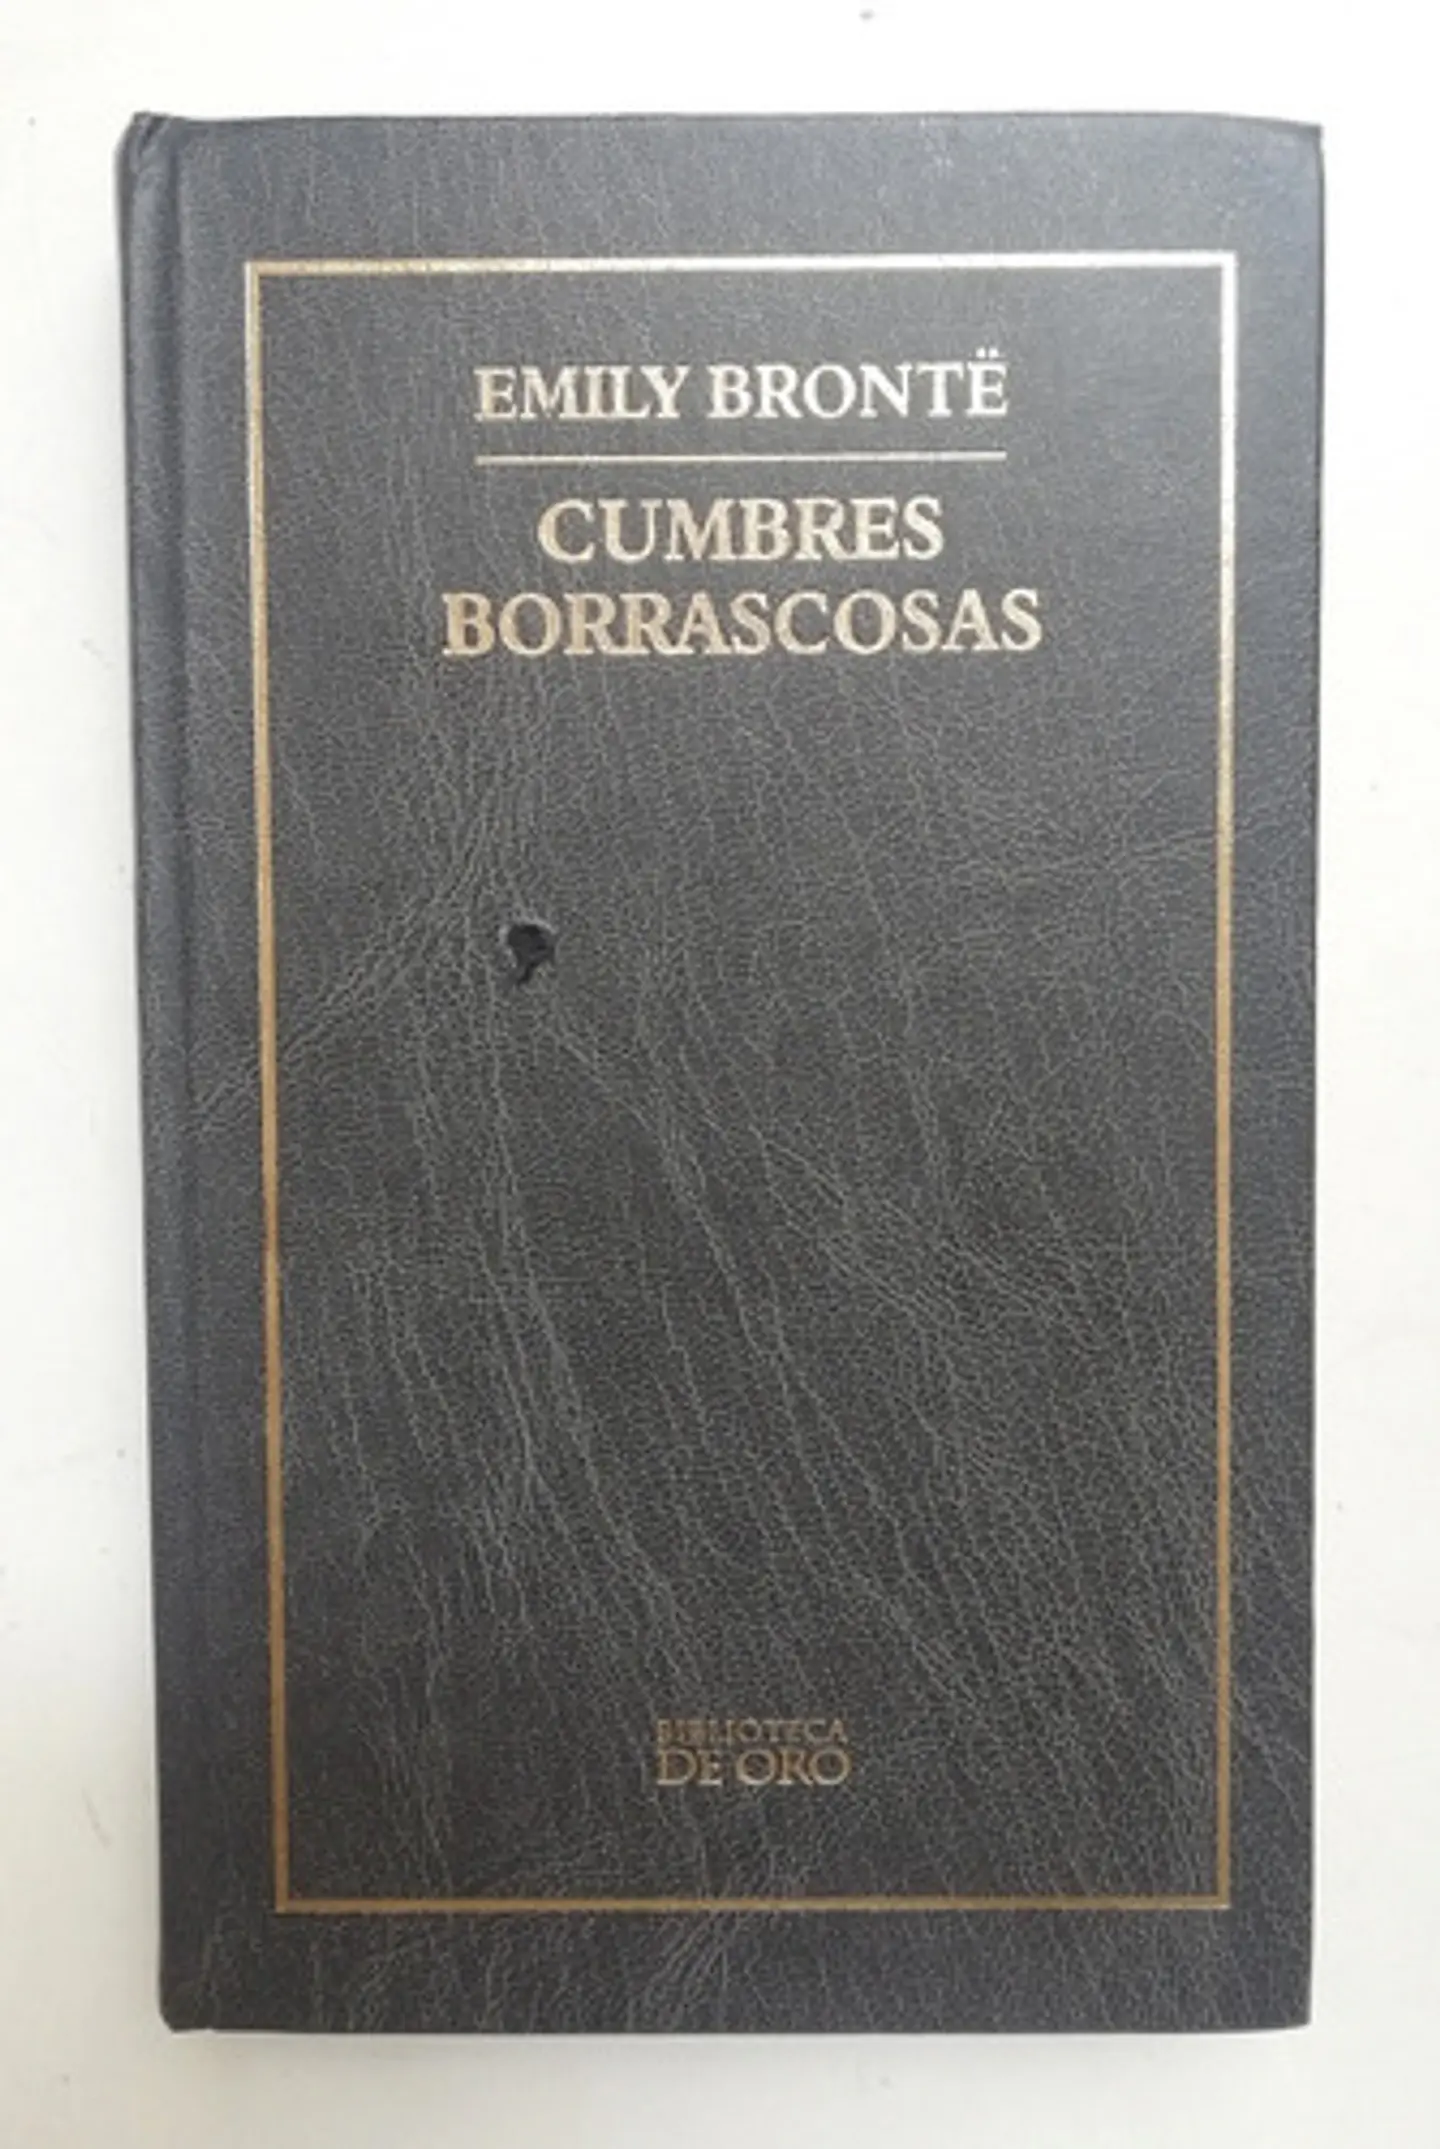 EMILY BRONTË
CUMBRES
BORRASCOSAS
BIBLIOTECA
DE ORO